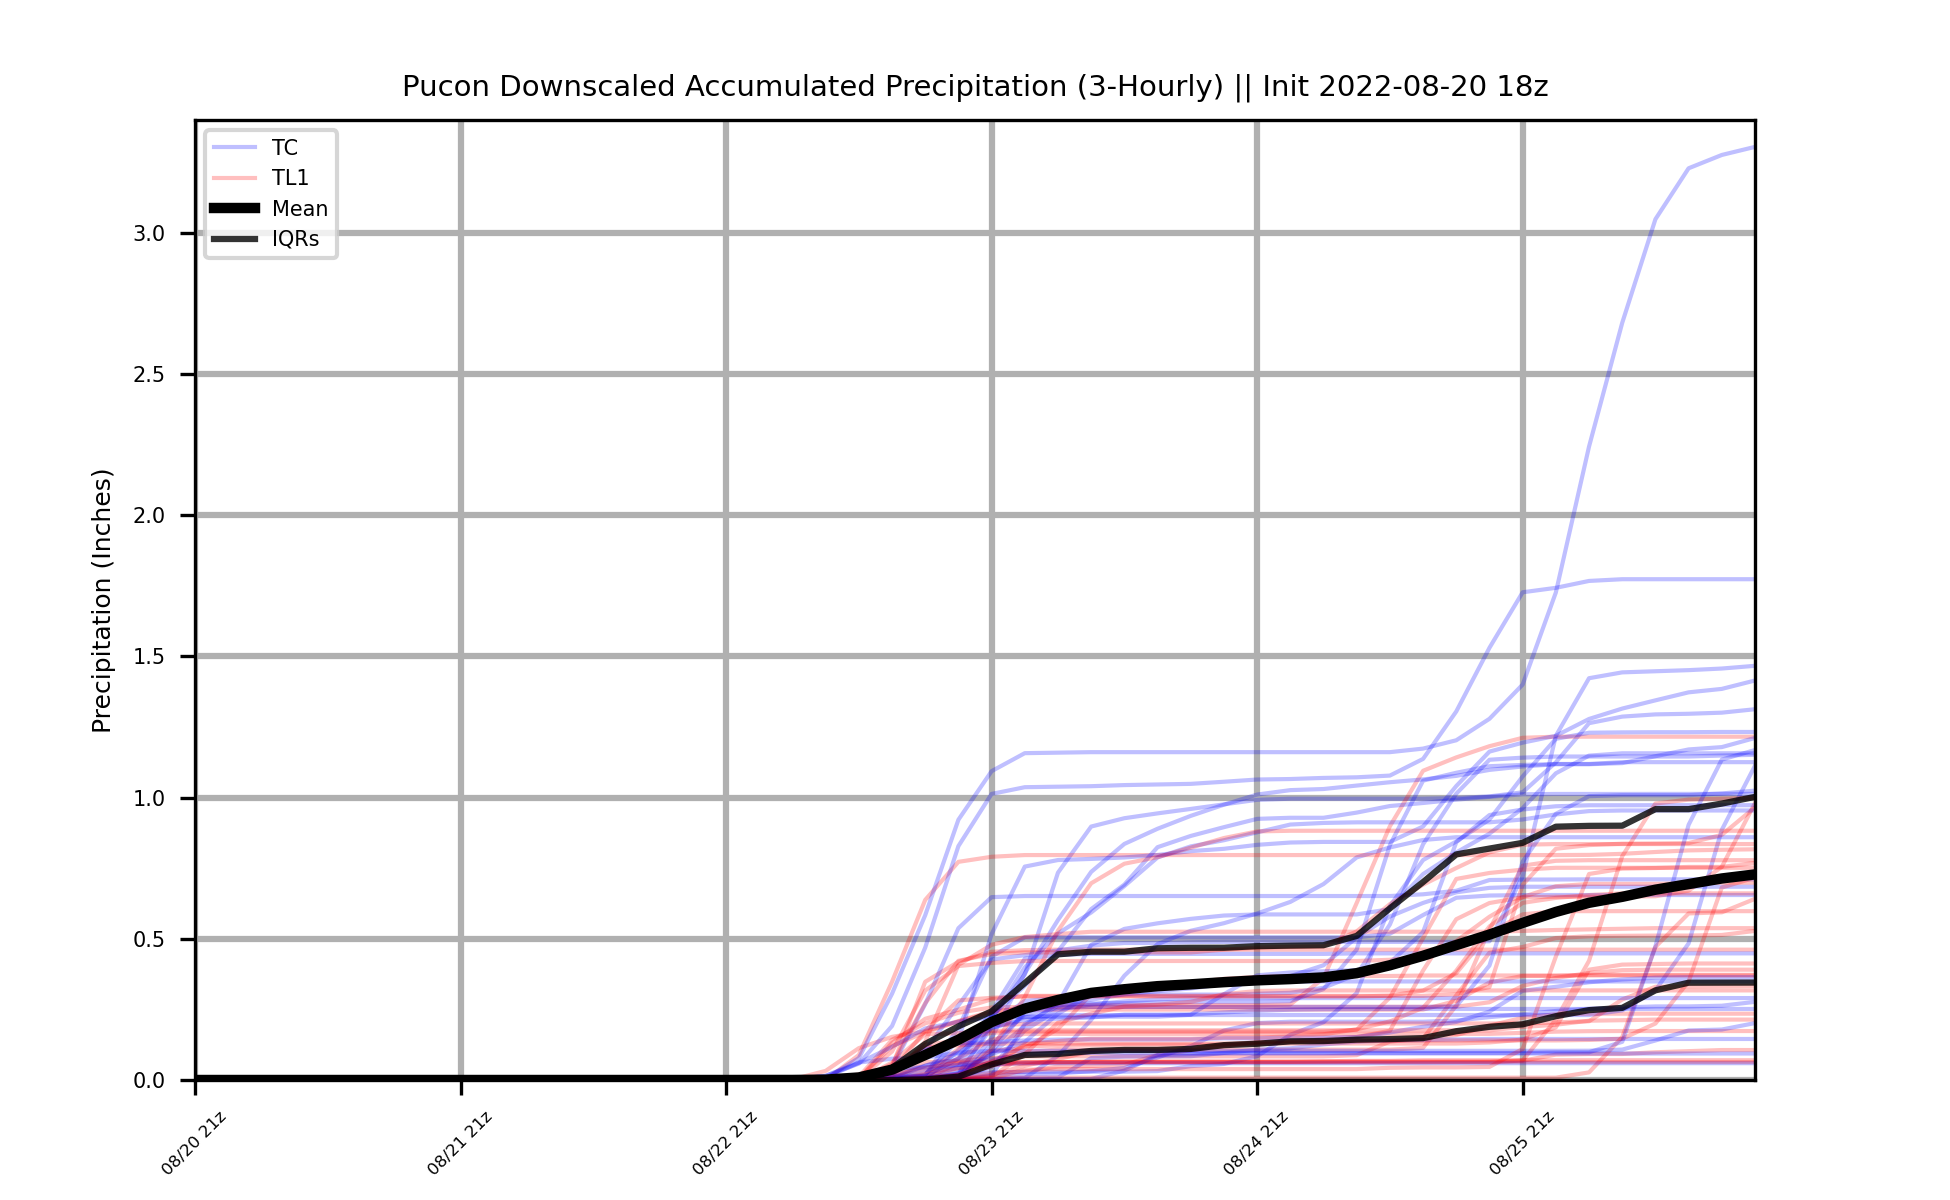 Pucon Downscaled Accumulated Precipitation (3-Hourly) || Init 2022-08-20 18z
TC
TL1
Mean
IQRs
Precipitation (Inches)
3.0
2.5
2.0
1.5
1.0
0.5
0.0
08/20 21z
08/21 21z
08/22 21z
08/23 21z
08/24 21z
08/25 21z